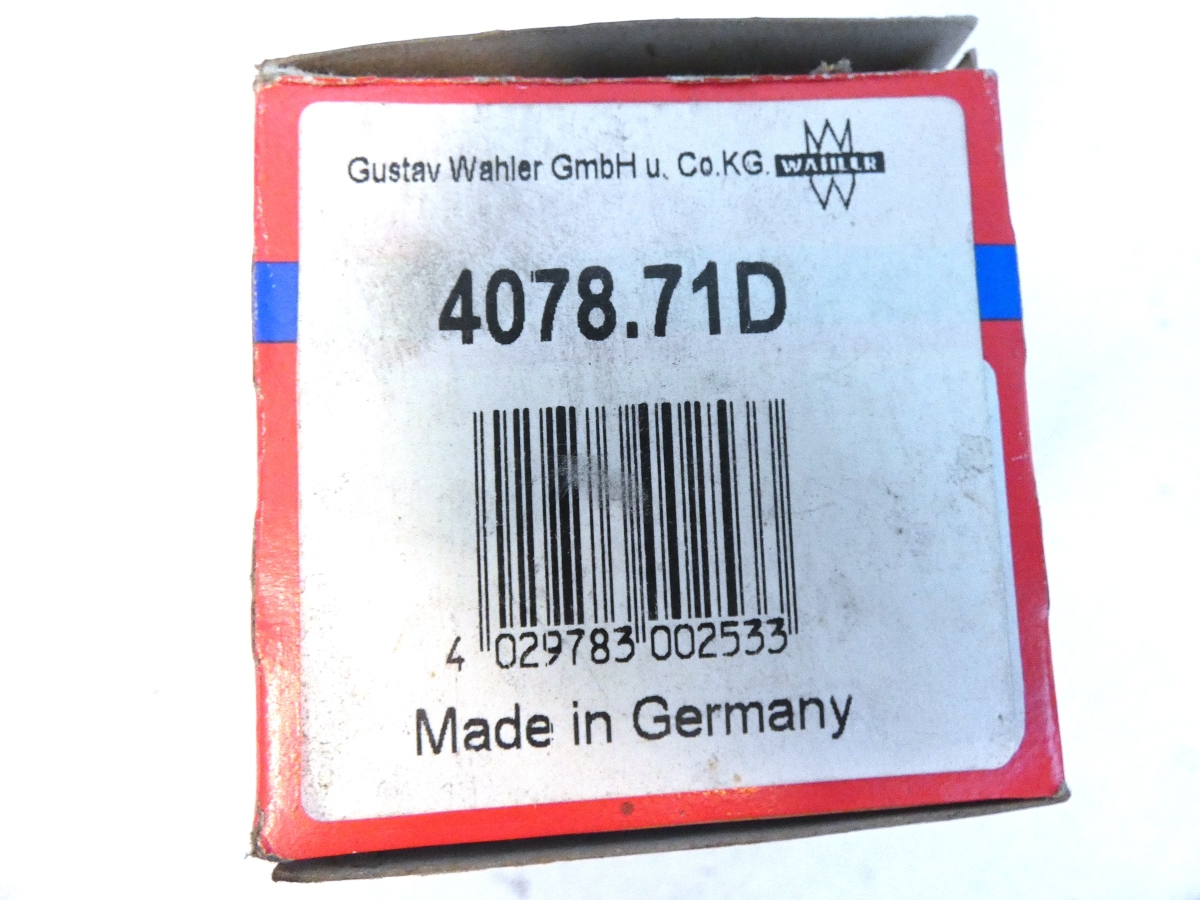 Gustav Wahler GmbH u. Co.KG. WAHLER
4078.71D
4 029783 002533
Made in Germany